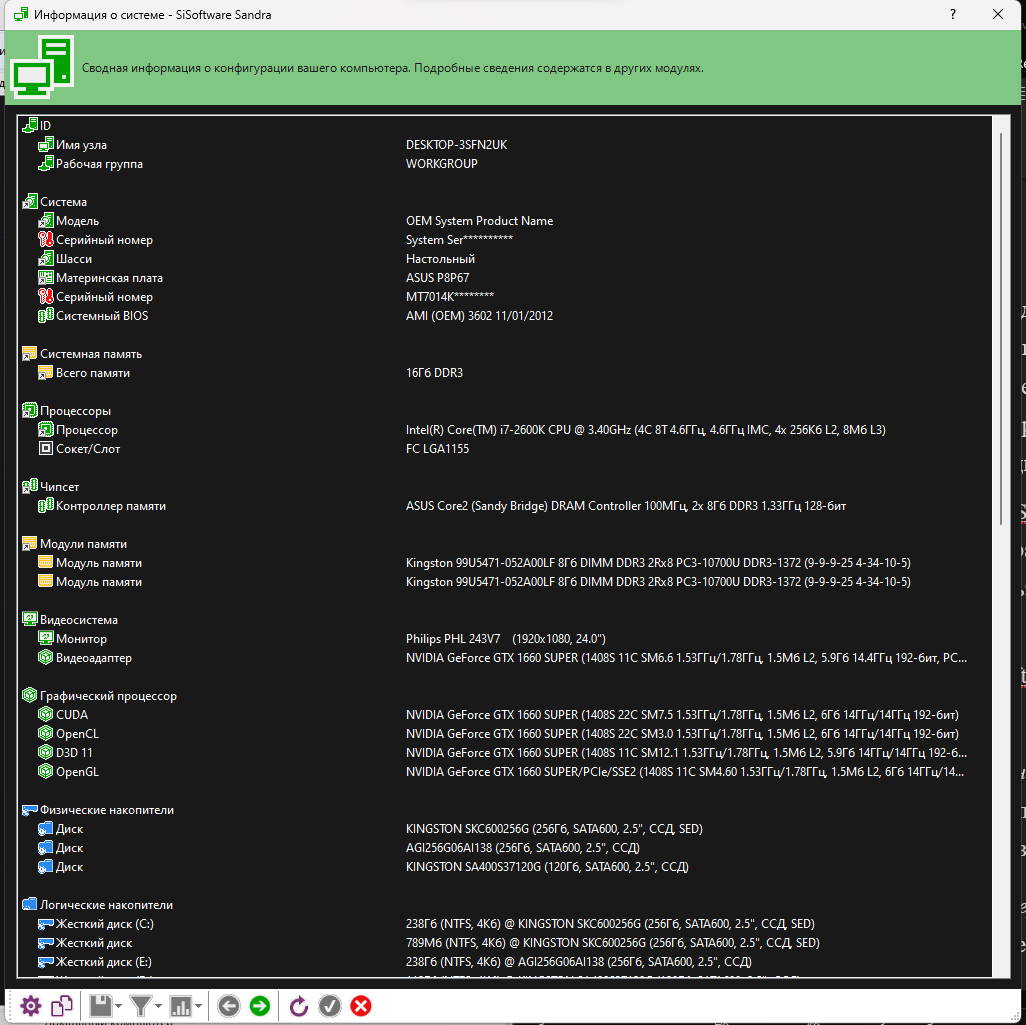 Информация о системе - SiSoftware Sandra
?
Сводная информация о конфигурации вашего компьютера. Подробные сведения содержатся в других модулях.
ID
Имя узла DESKTOP-3SFN2UK
Рабочая группа WORKGROUP
Система
Модель OEM System Product Name
Серийный номер System Ser**********
Шасси Настольный
Материнская плата ASUS P8P67
Серийный номер MT7014K********
Системный BIOS AMI (OEM) 3602 11/01/2012
Системная память
Всего памяти 16Гб DDR3
Процессоры
Процессор Intel(R) Core(TM) i7-2600K CPU @ 3.40GHz (4C 8T 4.6ГГц, 4.6ГГц IMC, 4x 256Кб L2, 8Мб L3)
Сокет/Слот FC LGA1155
Чипсет
Контроллер памяти ASUS Core2 (Sandy Bridge) DRAM Controller 100МГц, 2x 8Гб DDR3 1.33ГГц 128-бит
Модули памяти
Модуль памяти Kingston 99U5471-052A00LF 8Гб DIMM DDR3 2Rx8 PC3-10700U DDR3-1372 (9-9-9-25 4-34-10-5)
Модуль памяти Kingston 99U5471-052A00LF 8Гб DIMM DDR3 2Rx8 PC3-10700U DDR3-1372 (9-9-9-25 4-34-10-5)
Видеосистема
Монитор Philips PHL 243V7 (1920x1080, 24.0")
Видеоадаптер NVIDIA GeForce GTX 1660 SUPER (1408S 11C SM6.6 1.53ГГц/1.78ГГц, 1.5Мб L2, 5.9Гб 14.4ГГц 192-бит, PC...
Графический процессор
CUDA NVIDIA GeForce GTX 1660 SUPER (1408S 22C SM7.5 1.53ГГц/1.78ГГц, 1.5Мб L2, 6Гб 14ГГц/14ГГц 192-бит)
OpenCL NVIDIA GeForce GTX 1660 SUPER (1408S 22C SM3.0 1.53ГГц/1.78ГГц, 1.5Мб L2, 6Гб 14ГГц/14ГГц 192-бит)
D3D 11 NVIDIA GeForce GTX 1660 SUPER (1408S 11C SM12.1 1.53ГГц/1.78ГГц, 1.5Мб L2, 5.9Гб 14ГГц/14ГГц 192-б...
OpenGL NVIDIA GeForce GTX 1660 SUPER/PCIe/SSE2 (1408S 11C SM4.60 1.53ГГц/1.78ГГц, 1.5Мб L2, 6Гб 14ГГц/14...
Физические накопители
Диск KINGSTON SKC600256G (256Гб, SATA600, 2.5", ССД, SED)
Диск AGI256G06AI138 (256Гб, SATA600, 2.5", ССД)
Диск KINGSTON SA400S37120G (120Гб, SATA600, 2.5", ССД)
Логические накопители
Жесткий диск (C:) 238Гб (NTFS, 4Кб) @ KINGSTON SKC600256G (256Гб, SATA600, 2.5", ССД, SED)
Жесткий диск 789Мб (NTFS, 4Кб) @ KINGSTON SKC600256G (256Гб, SATA600, 2.5", ССД, SED)
Жесткий диск (E:) 238Гб (NTFS, 4Кб) @ AGI256G06AI138 (256Гб, SATA600, 2.5", ССД)